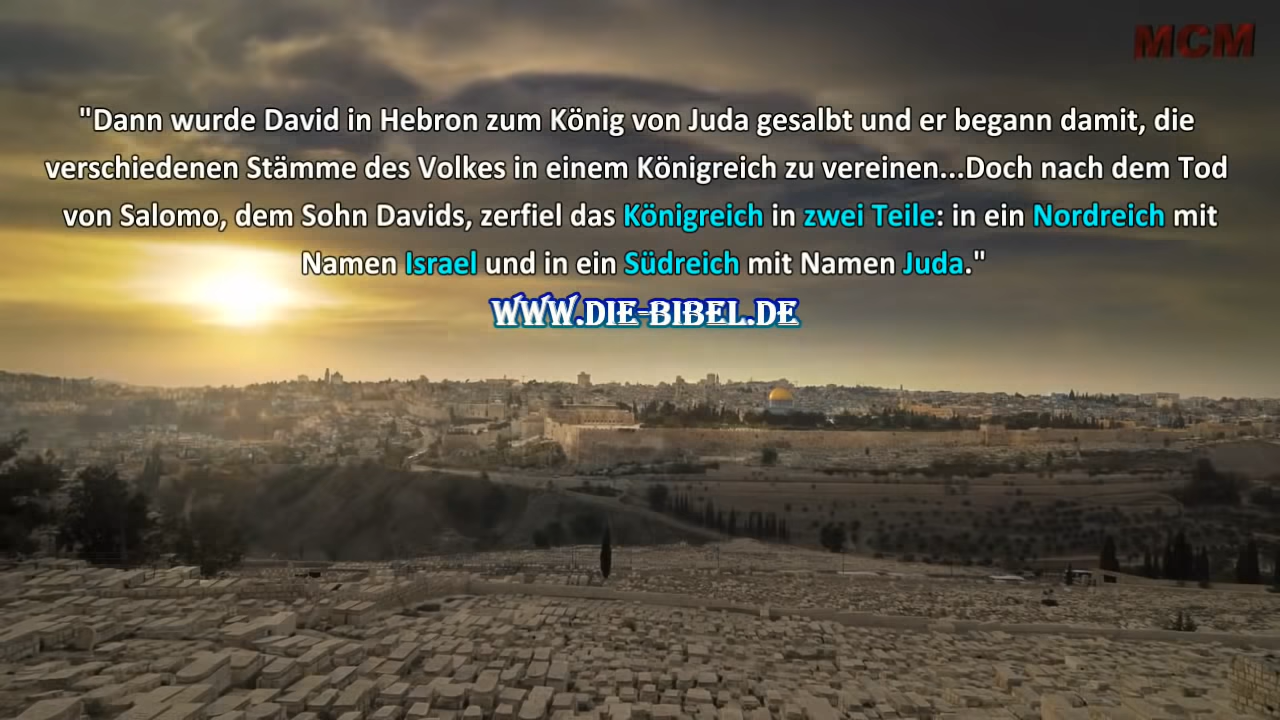 MCM
"Dann wurde David in Hebron zum König von Juda gesalbt und er begann damit, die
verschiedenen Stämme des Volkes in einem Königreich zu vereinen...Doch nach dem Tod
von Salomo, dem Sohn Davids, zerfiel das Königreich in zwei Teile: in ein Nordreich mit
Namen Israel und in ein Südreich mit Namen Juda."
WWW.DIE-BIBEL.DE